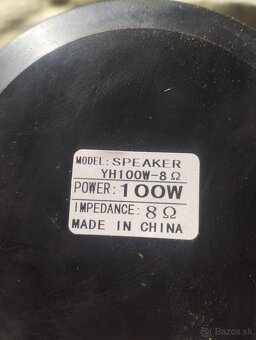 MODEL: SPEAKER
YH100W-8Ω
POWER: 100W
IMPEDANCE: 8Ω
MADE IN CHINA
© Bazos.sk